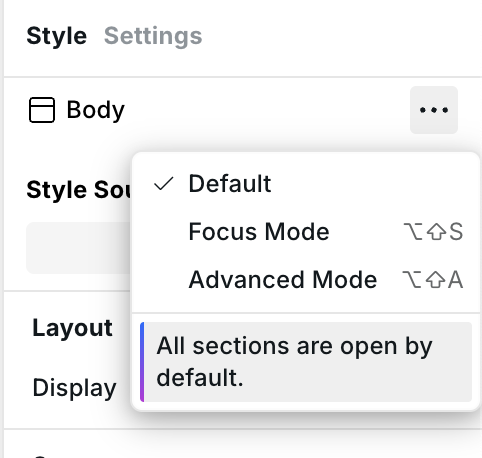 Style Settings
Body
Default
Style Sou
Focus Mode ⌥⇧S
Advanced Mode ⌥⇧A
Layout
All sections are open by
default.
Display